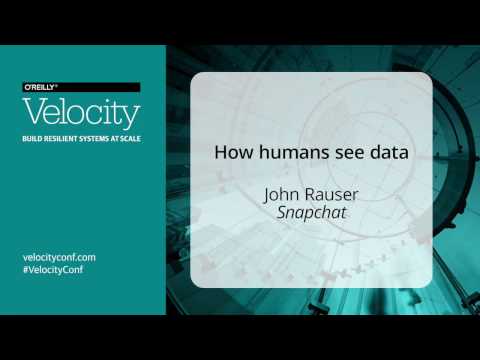 O'REILLY®
Velocity
BUILD RESILIENT SYSTEMS AT SCALE
velocityconf.com
#VelocityConf
How humans see data
John Rauser
Snapchat